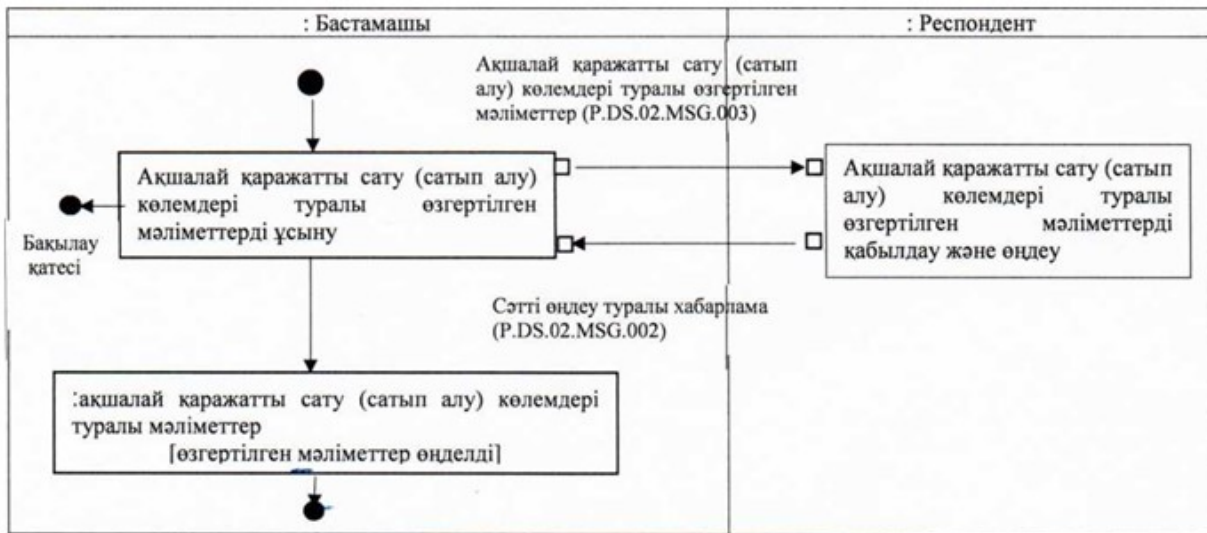 : Бастамашы
: Респондент
Ақшалай қаражатты сату (сатып
алу) көлемдері туралы өзгертілген
мәліметтер (P.DS.02.MSG.003)
Ақшалай қаражатты сату (сатып алу)
көлемдері туралы өзгертілген
мәліметтерді ұсыну
Ақшалай қаражатты сату (сатып
алу) көлемдері туралы
өзгертілген мәліметтерді
қабылдау және өңдеу
Бақылау
қатесі
Сәтті өңдеу туралы хабарлама
(P.DS.02.MSG.002)
:ақшалай қаражатты сату (сатып алу) көлемдері
туралы мәліметтер
[өзгертілген мәліметтер өңделді]